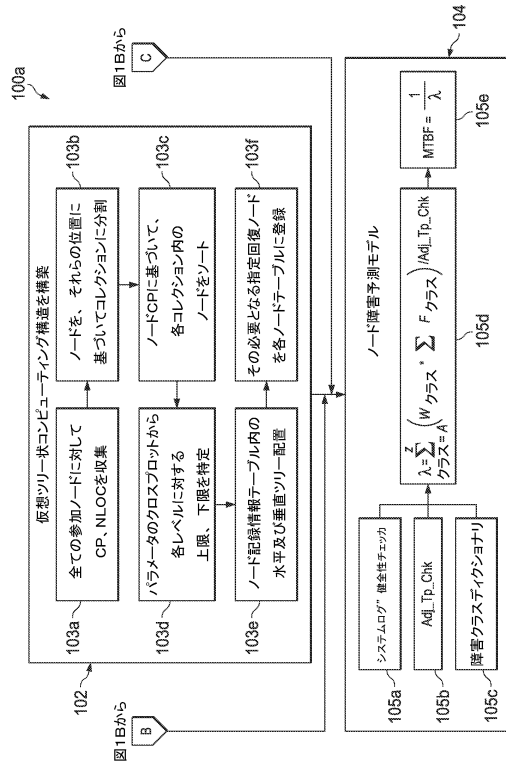 100a
図1Bから
C
仮想ツリー状コンピューティング構造を構築
全ての参加ノードに対して
CP、NLOCを収集
103a
ノードを、それらの位置に
基づいてコレクションに分割
103b
ノードCPに基づいて、
各コレクション内の
ノードをソート
103c
パラメータのクロスプロットから
各レベルに対する
上限、下限を特定
103d
ノード記録情報テーブル内の
水平及び垂直ツリー配置
103e
その必要となる指定回復ノード
を各ノードテーブルに登録
103f
102
図1Bから
B
104
ノード障害予測モデル
システムログ" 健全性チェッカ
105a
Adj_Tp_Chk
105b
障害クラスディクショナリ
105c
λ= Σ z クラス = A ( W クラス * Σ F クラス ) /Adj_Tp_Chk
105d
MTBF = 1/λ
105e